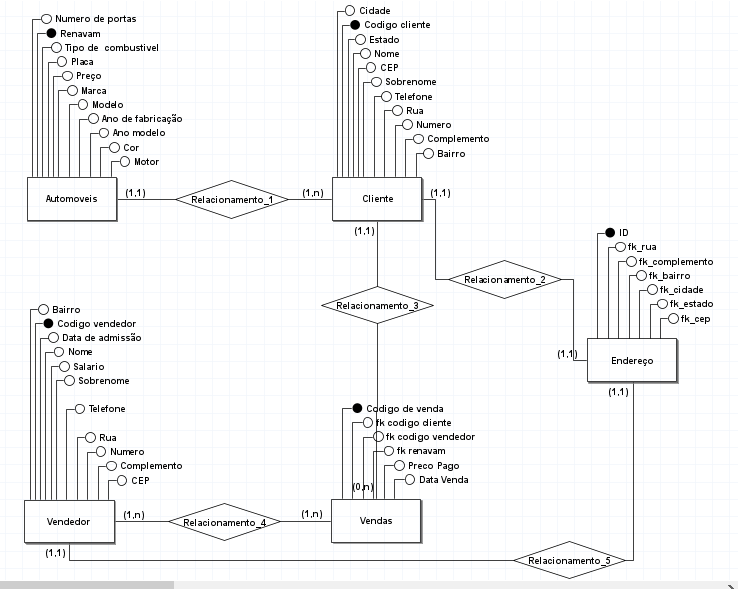 Numero de portas
Renavam
Tipo de combustivel
Placa
Preço
Marca
Modelo
Ano de fabricação
Ano modelo
Cor
Motor
Automoveis
(1,1)
Relacionamento_1
(1,n)
Cidade
Codigo cliente
Estado
Nome
CEP
Sobrenome
Telefone
Rua
Numero
Complemento
Bairro
Cliente
(1,1)
(1,1)
Relacionamento_2
(1,1)
Relacionamento_3
ID
fk_rua
fk_complemento
fk_bairro
fk_cidade
fk_estado
fk_cep
Endereço
(1,1)
Bairro
Codigo vendedor
Data de admissão
Nome
Salario
Sobrenome
Telefone
Rua
Numero
Complemento
CEP
Vendedor
(1,n)
Relacionamento_4
(1,n)
Codigo de venda
fk codigo cliente
fk codigo vendedor
fk renavam
Preco Pago
Data Venda
(0,n)
Vendas
(1,1)
Relacionamento_5